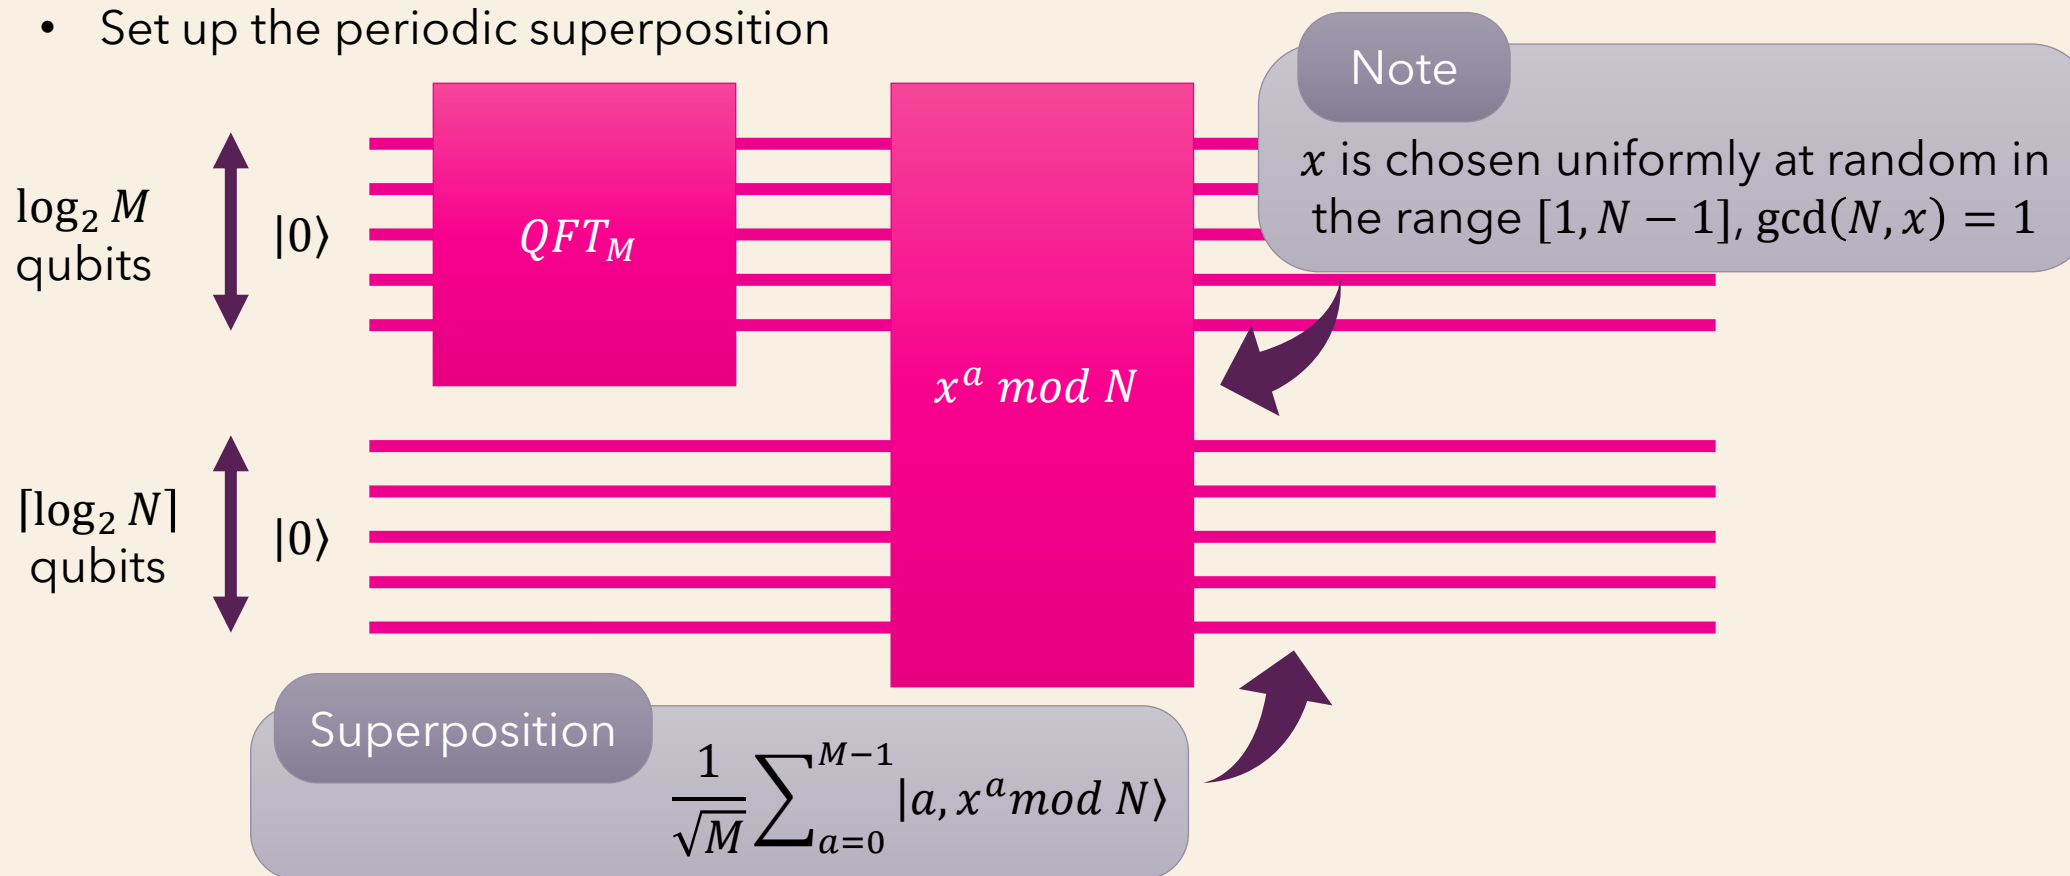 • Set up the periodic superposition
Note
x is chosen uniformly at random in
the range [1, N − 1], gcd(N, x) = 1
log₂ M
qubits
|0⟩
QFT_M
x^a mod N
⌈log₂ N⌉
qubits
|0⟩
Superposition
1/√M ∑_{a=0}^{M−1} |a, x^a mod N⟩